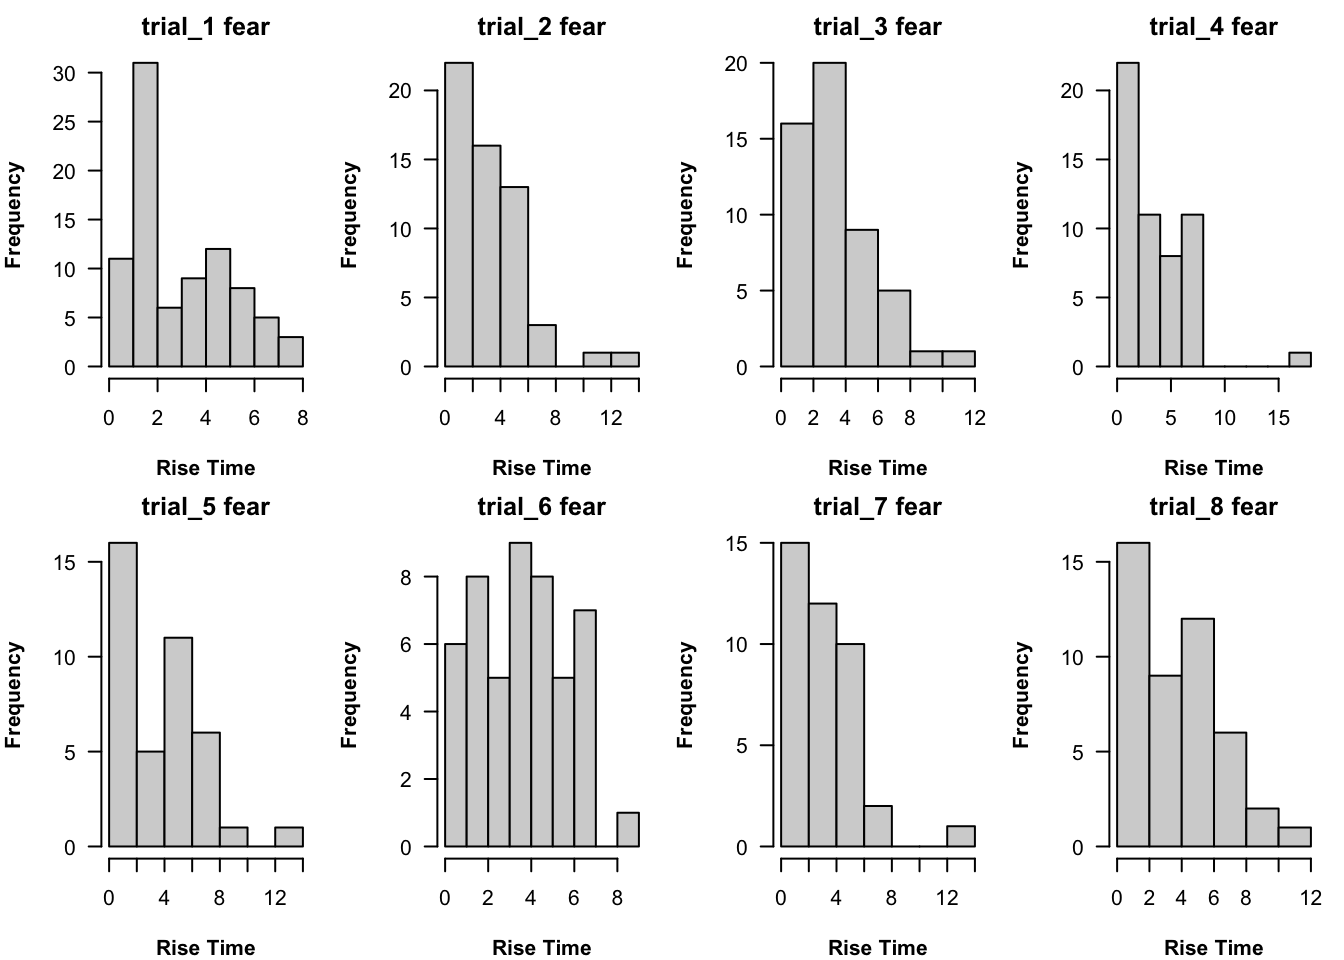 trial_1 fear
Frequency
30
25
20
15
10
5
0
0 2 4 6 8
Rise Time
trial_2 fear
Frequency
20
15
10
5
0
0 4 8 12
Rise Time
trial_3 fear
Frequency
20
15
10
5
0
0 2 4 6 8 12
Rise Time
trial_4 fear
Frequency
20
15
10
5
0
0 5 10 15
Rise Time
trial_5 fear
Frequency
15
10
5
0
0 4 8 12
Rise Time
trial_6 fear
Frequency
8
6
4
2
0
0 2 4 6 8
Rise Time
trial_7 fear
Frequency
15
10
5
0
0 4 8 12
Rise Time
trial_8 fear
Frequency
15
10
5
0
0 2 4 6 8 12
Rise Time